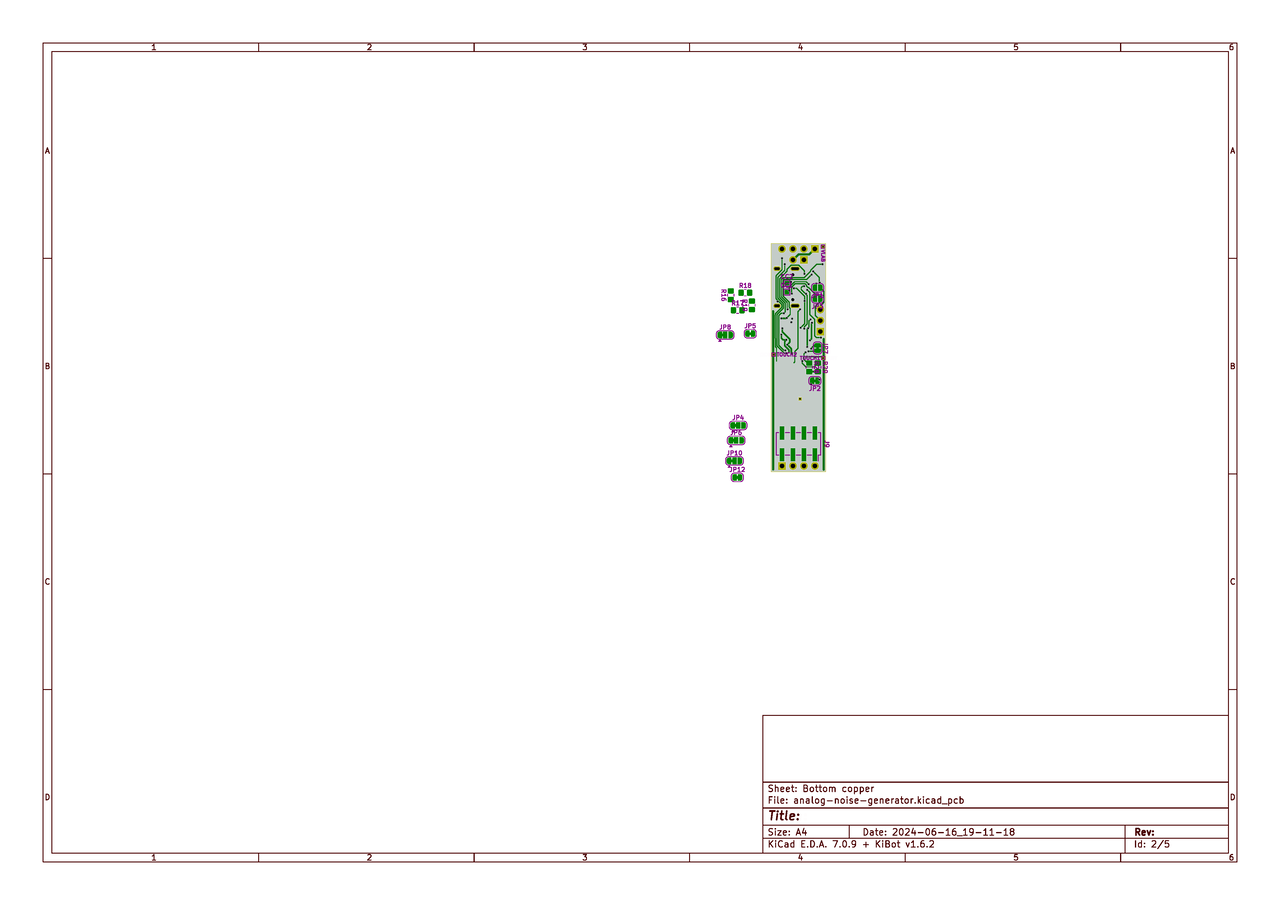 1 2 3 4 5 6
A A
R18
R16
R17
JP8
JP5
B B
JP2
JP4
JP6
J9
JP10
JP12
C C
D D
Sheet: Bottom copper
File: analog-noise-generator.kicad_pcb
Title:
Size: A4 Date: 2024-06-16_19-11-18 Rev:
KiCad E.D.A. 7.0.9 + KiBot v1.6.2 Id: 2/5
1 2 3 4 5 6